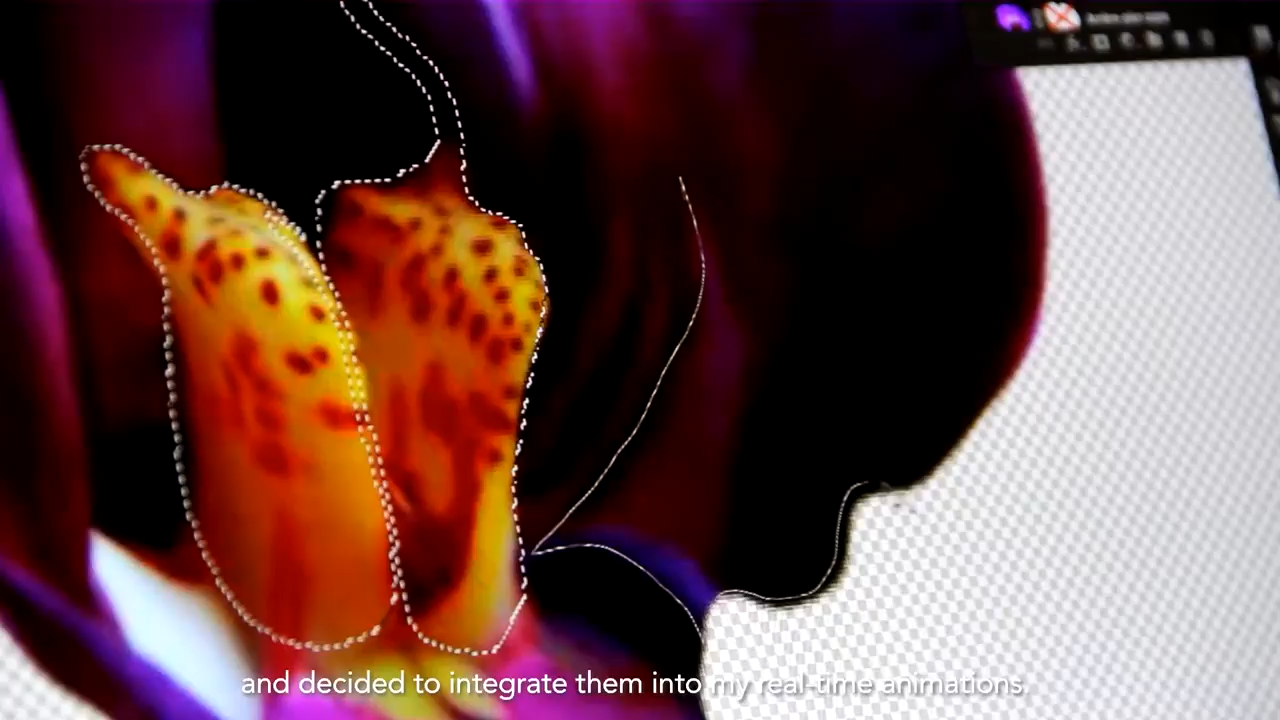 and decided to integrate them into my real-time animations.